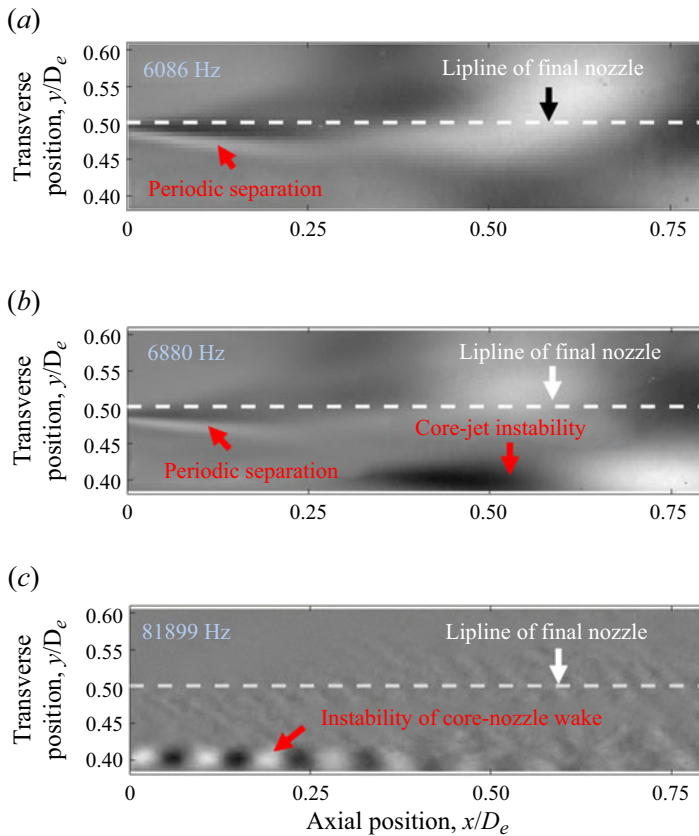 (a)
Transverse
position, y/D_e
0.60
0.55
0.50
0.45
0.40
6086 Hz
Lipline of final nozzle
Periodic separation
0
0.25
0.50
0.75
(b)
Transverse
position, y/D_e
0.60
0.55
0.50
0.45
0.40
6880 Hz
Lipline of final nozzle
Core-jet instability
Periodic separation
0
0.25
0.50
0.75
(c)
Transverse
position, y/D_e
0.60
0.55
0.50
0.45
0.40
81899 Hz
Lipline of final nozzle
Instability of core-nozzle wake
0
0.25
0.50
0.75
Axial position, x/D_e